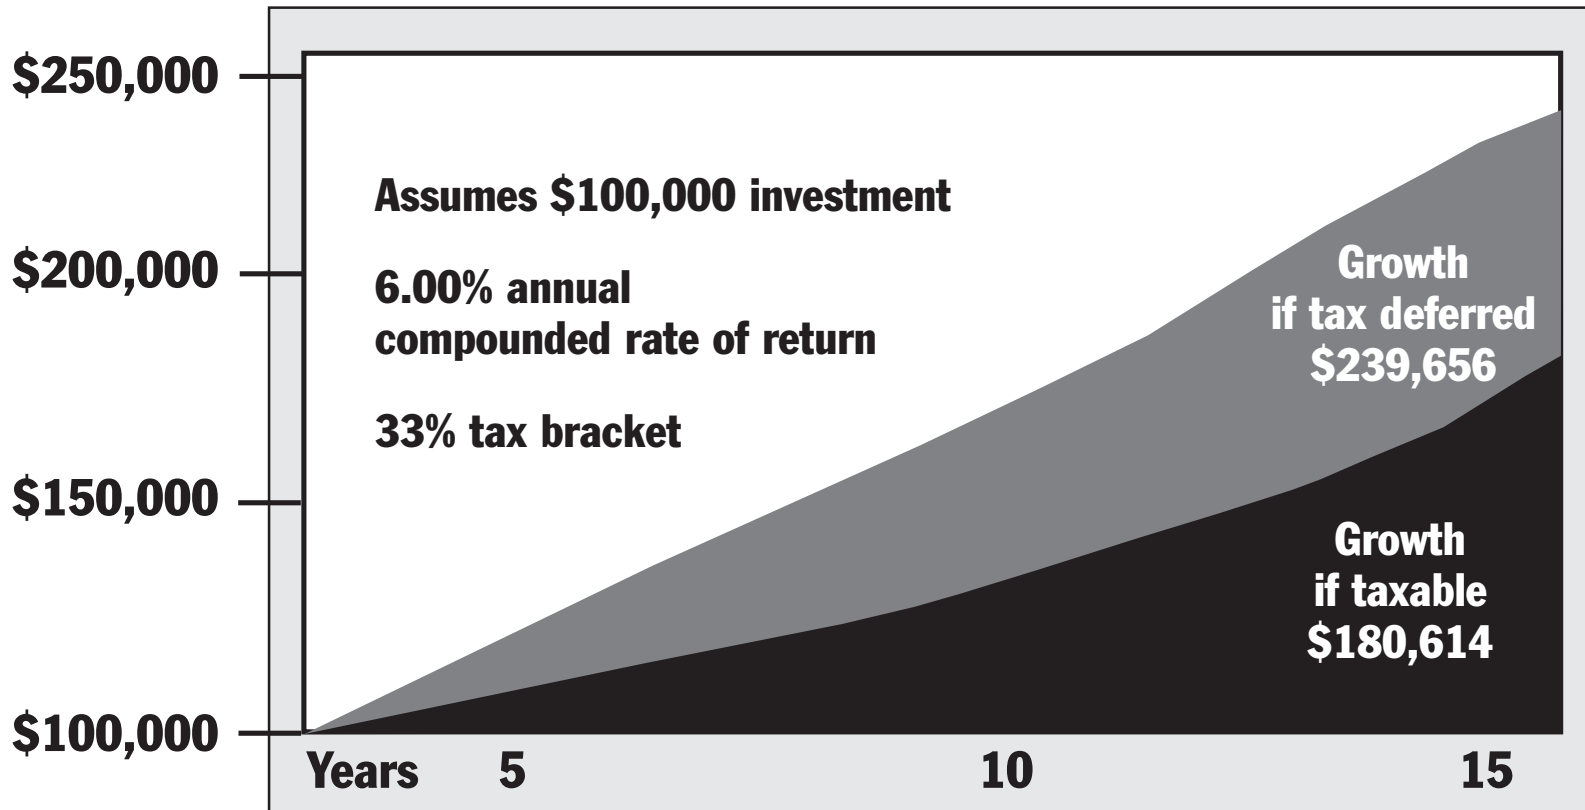 $250,000
$200,000
$150,000
$100,000
Assumes $100,000 investment
6.00% annual
compounded rate of return
33% tax bracket
Growth
if tax deferred
$239,656
Growth
if taxable
$180,614
Years 5 10 15